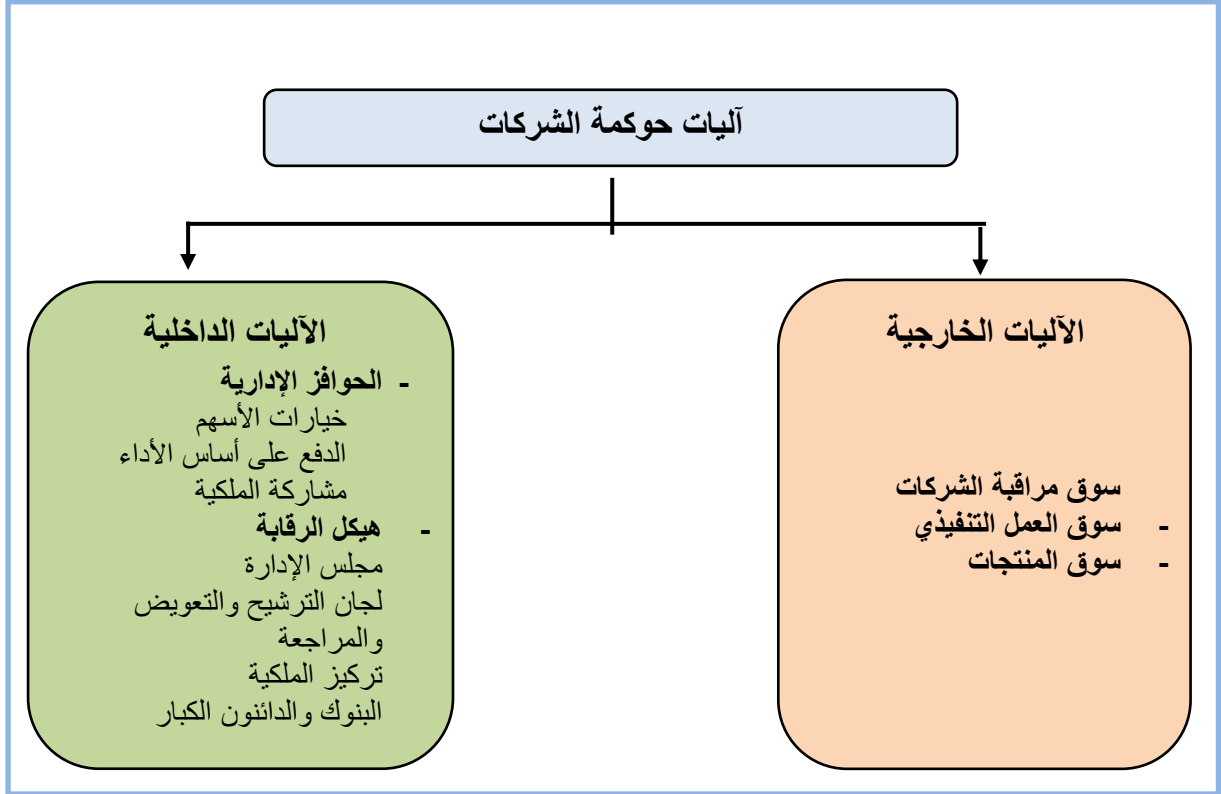 آليات حوكمة الشركات
الآليات الخارجية
سوق مراقبة الشركات
- سوق العمل التنفيذي
- سوق المنتجات
الآليات الداخلية
- الحوافز الإدارية
خيارات الأسهم
الدفع على أساس الأداء
مشاركة الملكية
- هيكل الرقابة
مجلس الإدارة
لجان الترشيح والتعويض
والمراجعة
تركيز الملكية
البنوك والدائنون الكبار